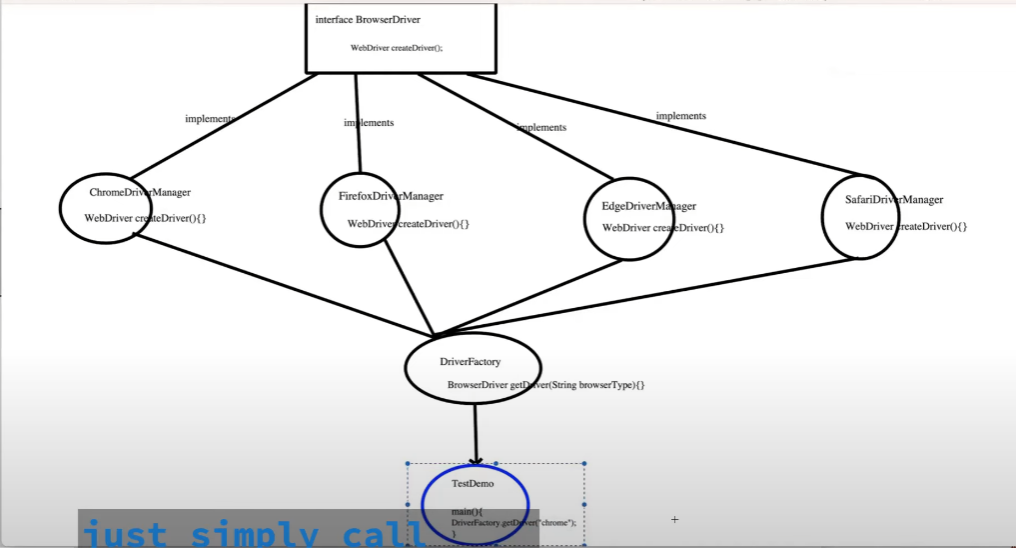 interface BrowserDriver
WebDriver createDriver();
implements
implements
implements
implements
ChromeDriverManager
WebDriver createDriver(){}
FirefoxDriverManager
WebDriver createDriver(){}
EdgeDriverManager
WebDriver createDriver(){}
SafariDriverManager
WebDriver createDriver(){}
DriverFactory
BrowserDriver getDriver(String browserType){}
TestDemo
main(){
DriverFactory.getDriver("chrome");
}
just simply call